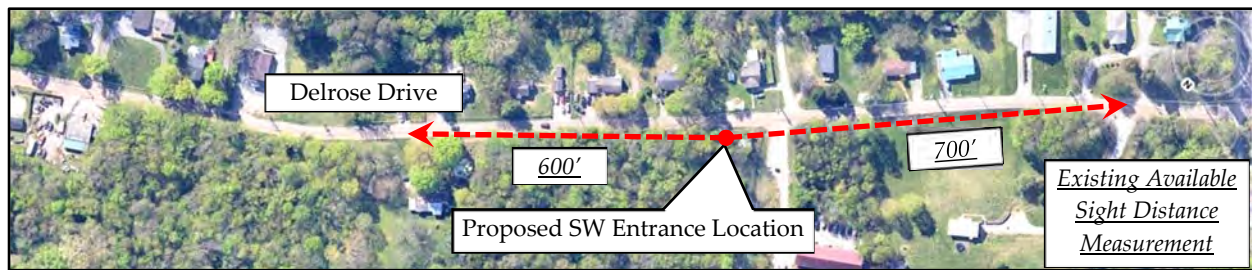 Delrose Drive
600'
700'
Proposed SW Entrance Location
Existing Available
Sight Distance
Measurement